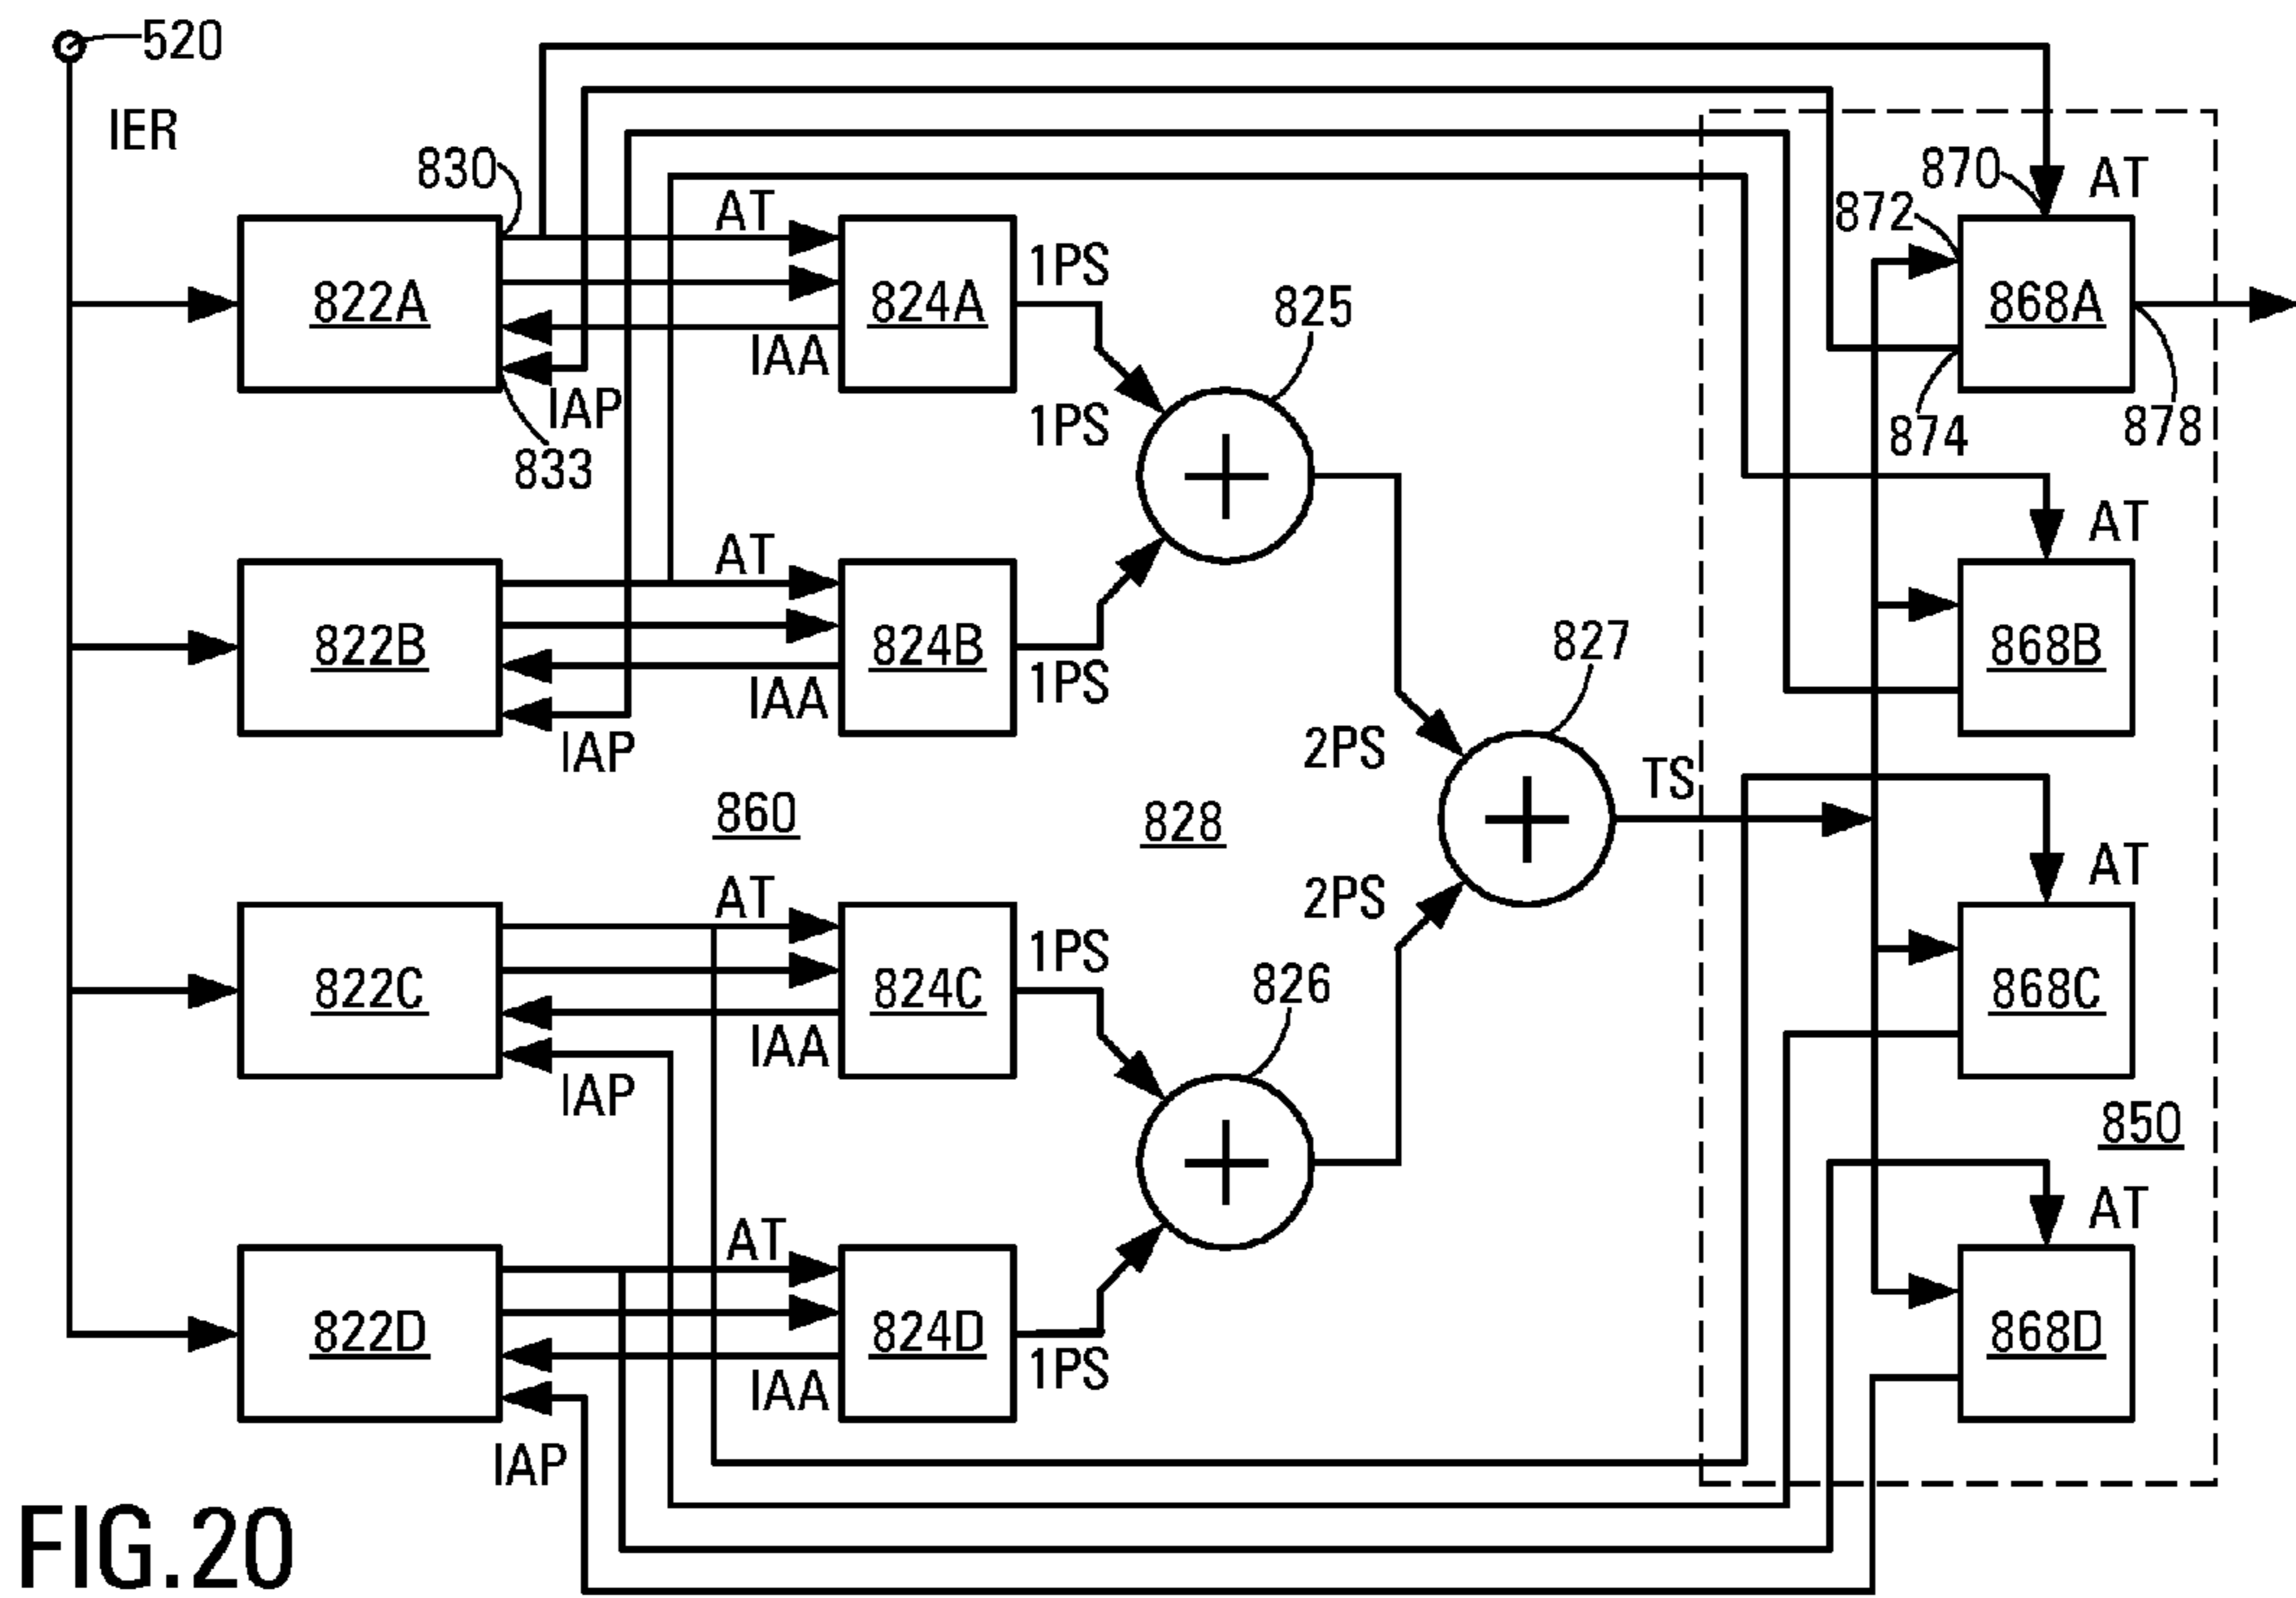 520
IER
830
AT
870
AT
872
1PS
822A
824A
868A
825
IAA
IAP
1PS
874
878
833
AT
AT
822B
824B
868B
827
IAA
1PS
IAP
2PS
TS
860
828
AT
2PS
AT
1PS
822C
824C
826
868C
IAA
IAP
850
AT
AT
822D
824D
868D
1PS
IAA
IAP
FIG.20